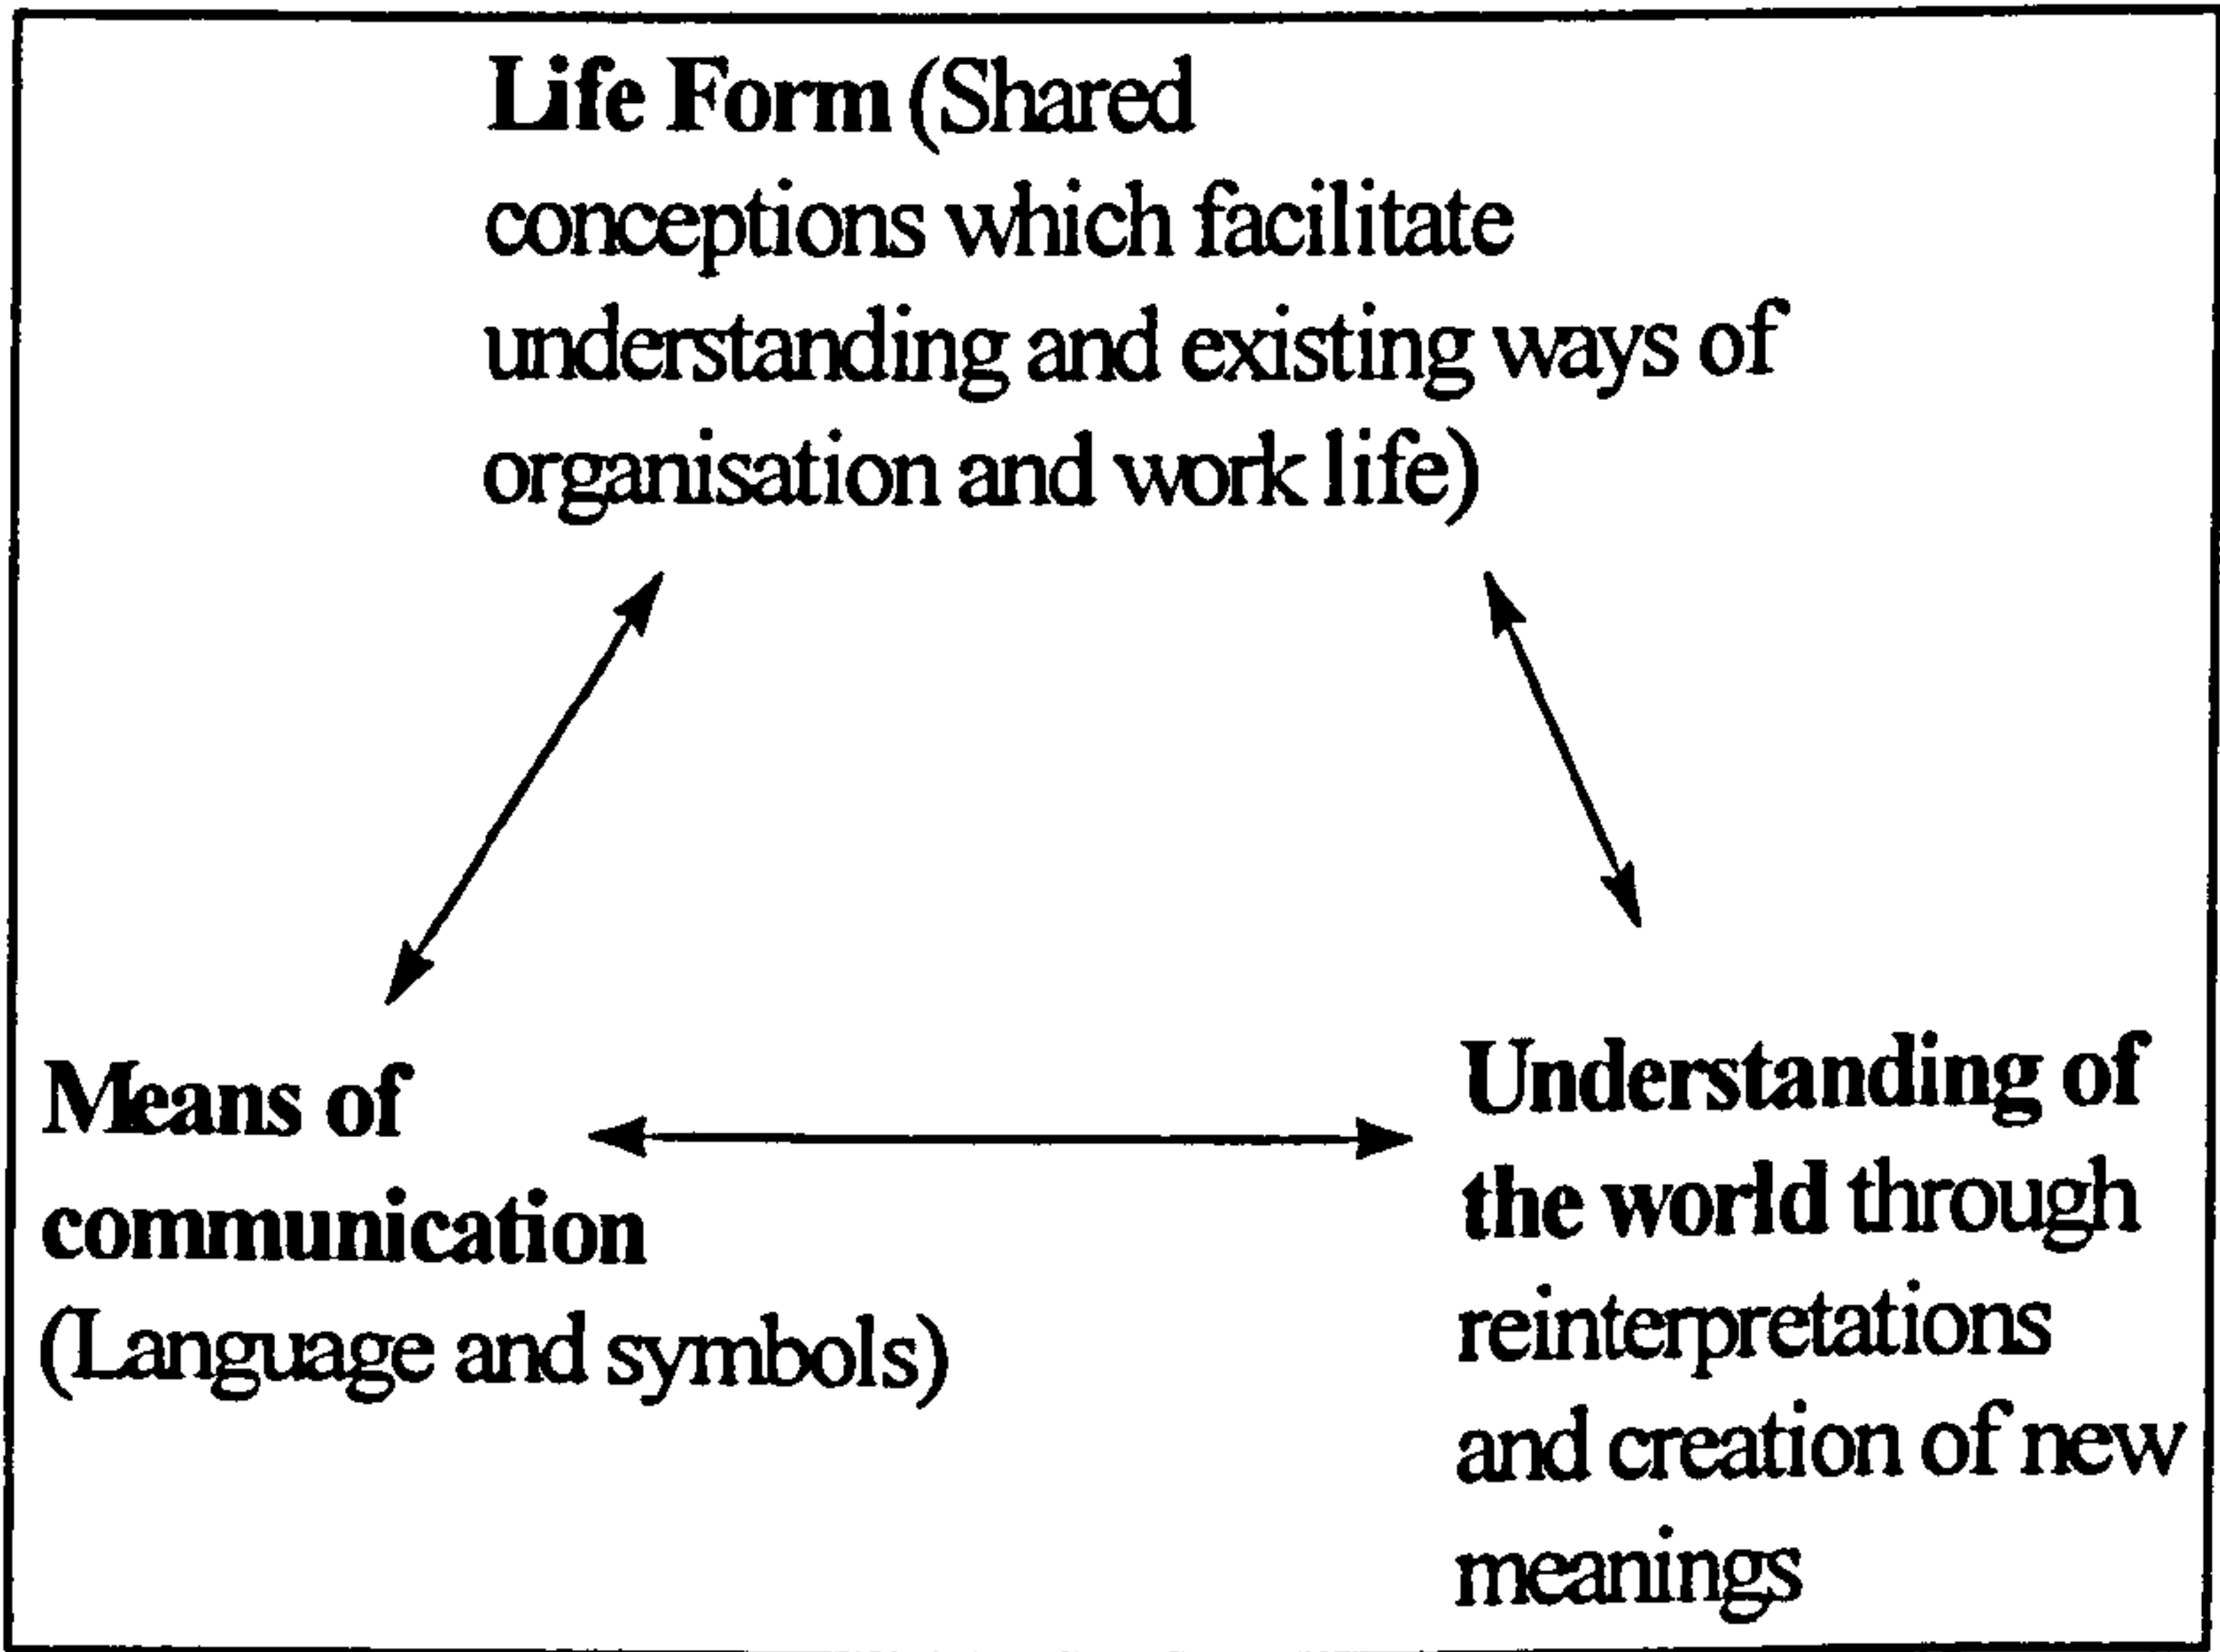 Life Form (Shared
conceptions which facilitate
understanding and existing ways of
organisation and work life)
Means of
communication
(Language and symbols)
Understanding of
the world through
reinterpretations
and creation of new
meanings